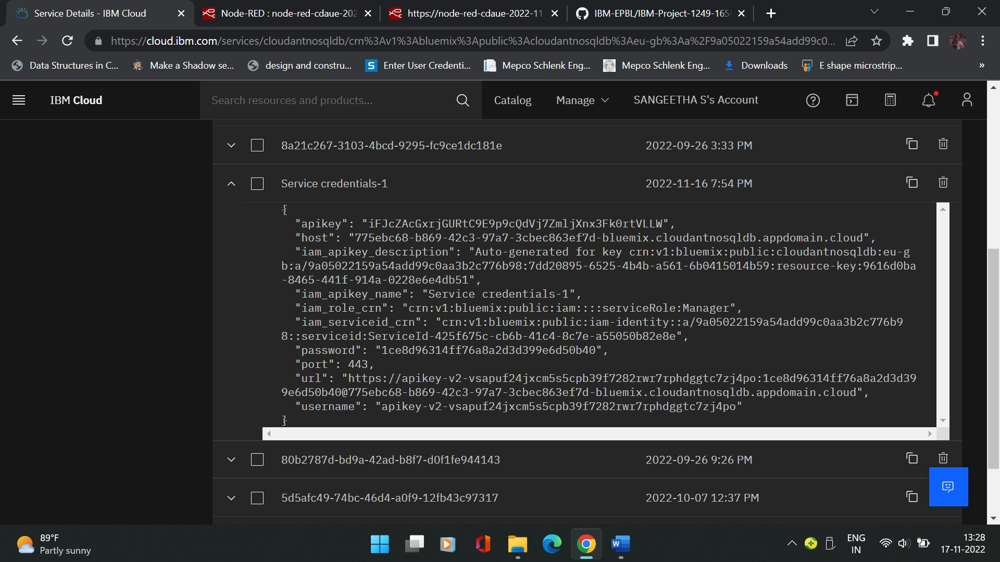 Service Details - IBM Cloud
Node-RED : node-red-cdaue-202
https://node-red-cdaue-2022-11
IBM-EPBL/IBM-Project-1249-1658
https://cloud.ibm.com/services/cloudantnosqldb/crn%3Av1%3Abluemix%3Apublic%3Acloudantnosqldb%3Aeu-gb%3Aa%2F9a05022159a54add99c0...
Data Structures in C...
Make a Shadow se...
design and constru...
S
Enter User Credenti...
Mepco Schlenk Eng...
Mepco Schlenk Eng...
Downloads
E shape microstrip...
»
IBM Cloud
Search resources and products...
Catalog
Manage
SANGEETHA S's Account
8a21c267-3103-4bcd-9295-fc9ce1dc181e
2022-09-26 3:33 PM
Service credentials-1
2022-11-16 7:54 PM
{
"apikey": "iFJcZAcGxrjGURtC9E9p9cQdVj7ZmljXnx3Fk0rtVLLW",
"host": "775ebc68-b869-42c3-97a7-3cbec863ef7d-bluemix.cloudantnosqldb.appdomain.cloud",
"iam_apikey_description": "Auto-generated for key crn:v1:bluemix:public:cloudantnosqldb:eu-g
b:a/9a05022159a54add99c0aa3b2c776b98:7dd20895-6525-4b4b-a561-6b0415014b59:resource-key:9616d0ba
-8465-441f-914a-0228e6e4db51",
"iam_apikey_name": "Service credentials-1",
"iam_role_crn": "crn:v1:bluemix:public:iam::::serviceRole:Manager",
"iam_serviceid_crn": "crn:v1:bluemix:public:iam-identity::a/9a05022159a54add99c0aa3b2c776b9
8::serviceid:ServiceId-425f675c-cb6b-41c4-8c7e-a55050b82e8e",
"password": "1ce8d96314ff76a8a2d3d399e6d50b40",
"port": 443,
"url": "https://apikey-v2-vsapuf24jxcm5s5cpb39f7282rwr7rphdggtc7zj4po:1ce8d96314ff76a8a2d3d39
9e6d50b40@775ebc68-b869-42c3-97a7-3cbec863ef7d-bluemix.cloudantnosqldb.appdomain.cloud",
"username": "apikey-v2-vsapuf24jxcm5s5cpb39f7282rwr7rphdggtc7zj4po"
}
80b2787d-bd9a-42ad-b8f7-d0f1fe944143
2022-09-26 9:26 PM
5d5afc49-74bc-46d4-a0f9-12fb43c97317
2022-10-07 12:37 PM
89°F
Partly sunny
W
ENG
IN
13:28
17-11-2022